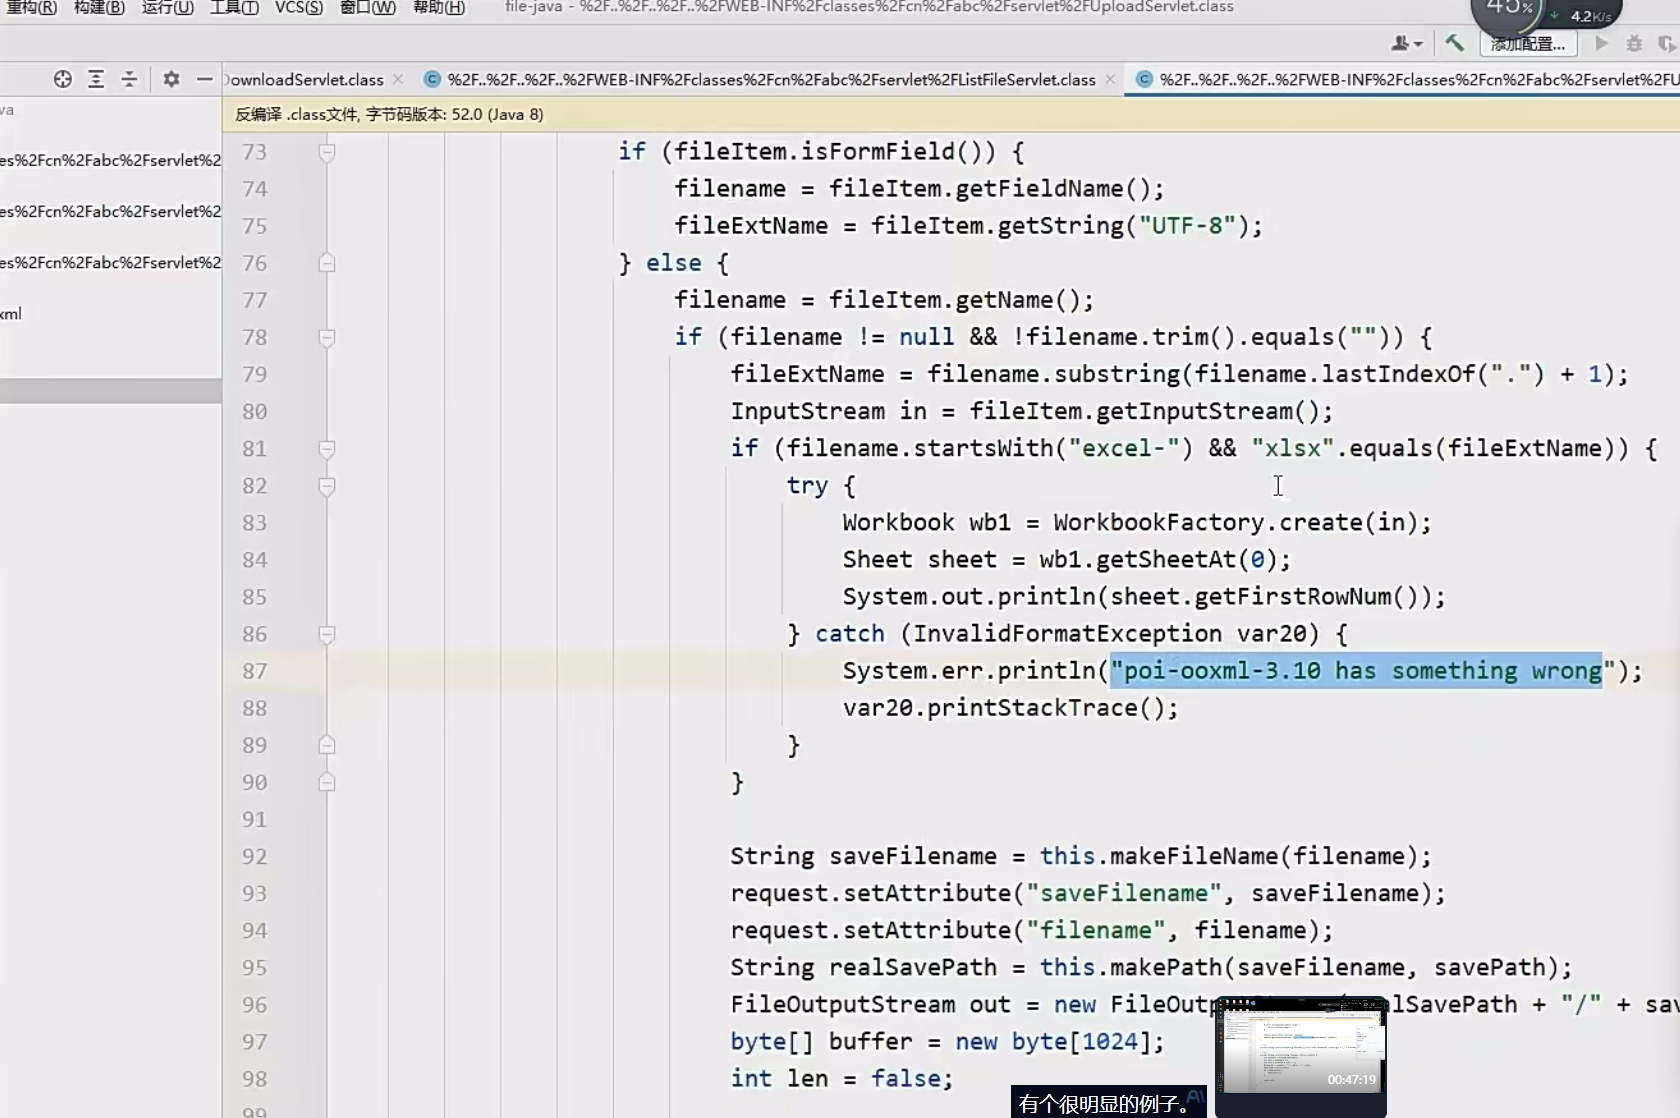 重构(R) 构建(B) 运行(U) 工具(T) VCS(S) 窗口(W) 帮助(H) file-java - %2F..%2F..%2F..%2FWEB-INF%2Fclasses%2Fcn%2Fabc%2Fservlet%2FUploadServlet.class
45%
4.2K/s
添加配置...
ownloadServlet.class
%2F..%2F..%2F..%2FWEB-INF%2Fclasses%2Fcn%2Fabc%2Fservlet%2FListFileServlet.class
%2F..%2F..%2F..%2FWEB-INF%2Fclasses%2Fcn%2Fabc%2Fservlet%2FU
va
es%2Fcn%2Fabc%2Fservlet%2
es%2Fcn%2Fabc%2Fservlet%2
es%2Fcn%2Fabc%2Fservlet%2
xml
反编译 .class文件, 字节码版本: 52.0 (Java 8)
73 if (fileItem.isFormField()) {
74 filename = fileItem.getFieldName();
75 fileExtName = fileItem.getString("UTF-8");
76 } else {
77 filename = fileItem.getName();
78 if (filename != null && !filename.trim().equals("")) {
79 fileExtName = filename.substring(filename.lastIndexOf(".") + 1);
80 InputStream in = fileItem.getInputStream();
81 if (filename.startsWith("excel-") && "xlsx".equals(fileExtName)) {
82 try {
83 Workbook wb1 = WorkbookFactory.create(in);
84 Sheet sheet = wb1.getSheetAt(0);
85 System.out.println(sheet.getFirstRowNum());
86 } catch (InvalidFormatException var20) {
87 System.err.println("poi-ooxml-3.10 has something wrong");
88 var20.printStackTrace();
89 }
90 }
91
92 String saveFilename = this.makeFileName(filename);
93 request.setAttribute("saveFilename", saveFilename);
94 request.setAttribute("filename", filename);
95 String realSavePath = this.makePath(saveFilename, savePath);
96 FileOutputStream out = new FileOut alSavePath + "/" + sav
97 byte[] buffer = new byte[1024];
98 int len = false;
99
00:47:19
有个很明显的例子。
AI